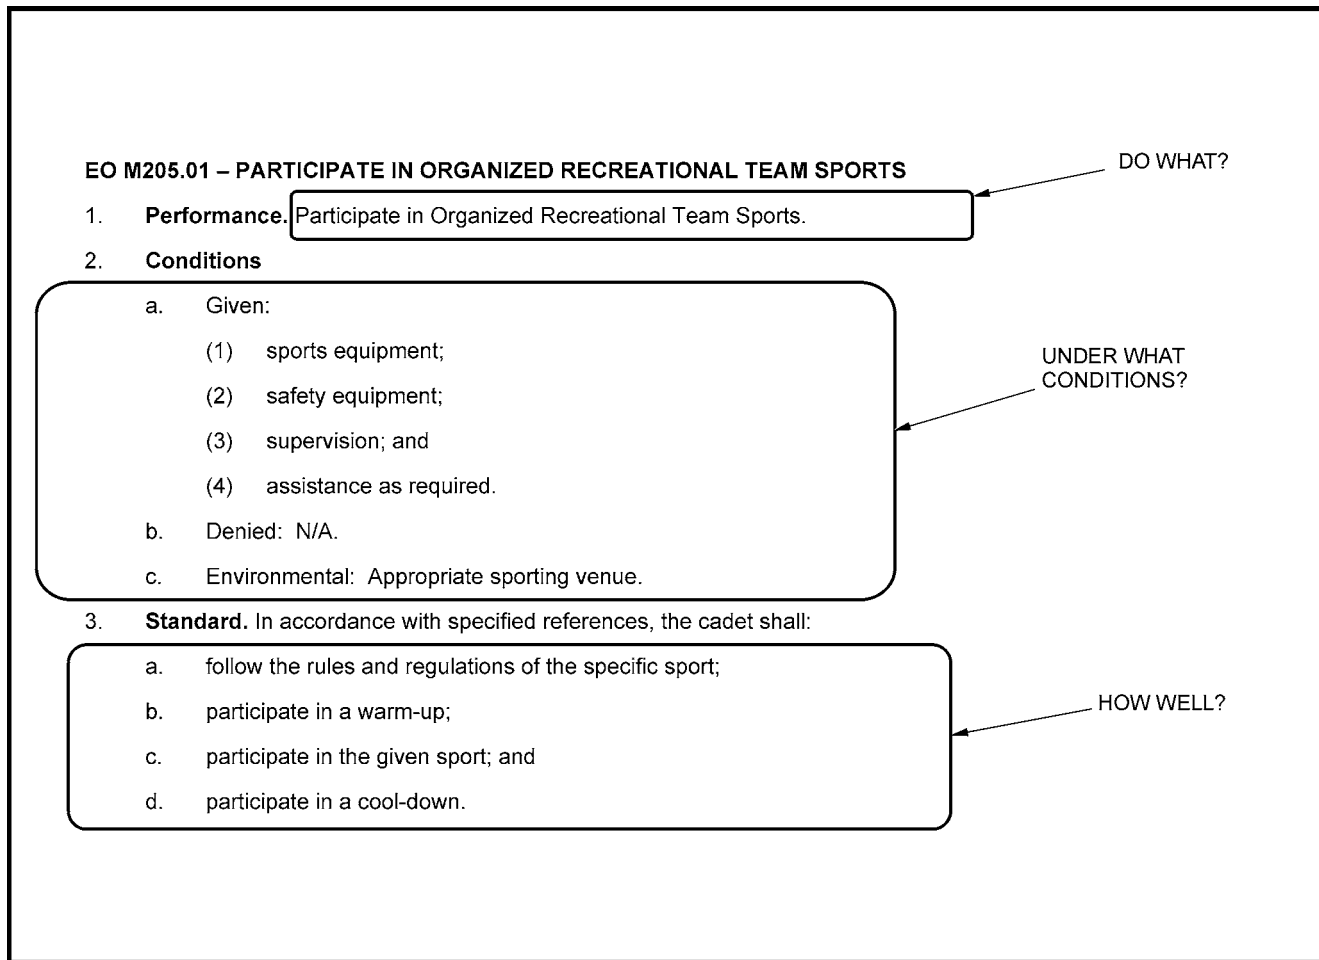 EO M205.01 – PARTICIPATE IN ORGANIZED RECREATIONAL TEAM SPORTS
DO WHAT?
1. Performance. Participate in Organized Recreational Team Sports.
2. Conditions
a. Given:
(1) sports equipment;
(2) safety equipment;
(3) supervision; and
(4) assistance as required.
UNDER WHAT
CONDITIONS?
b. Denied: N/A.
c. Environmental: Appropriate sporting venue.
3. Standard. In accordance with specified references, the cadet shall:
a. follow the rules and regulations of the specific sport;
b. participate in a warm-up;
c. participate in the given sport; and
d. participate in a cool-down.
HOW WELL?